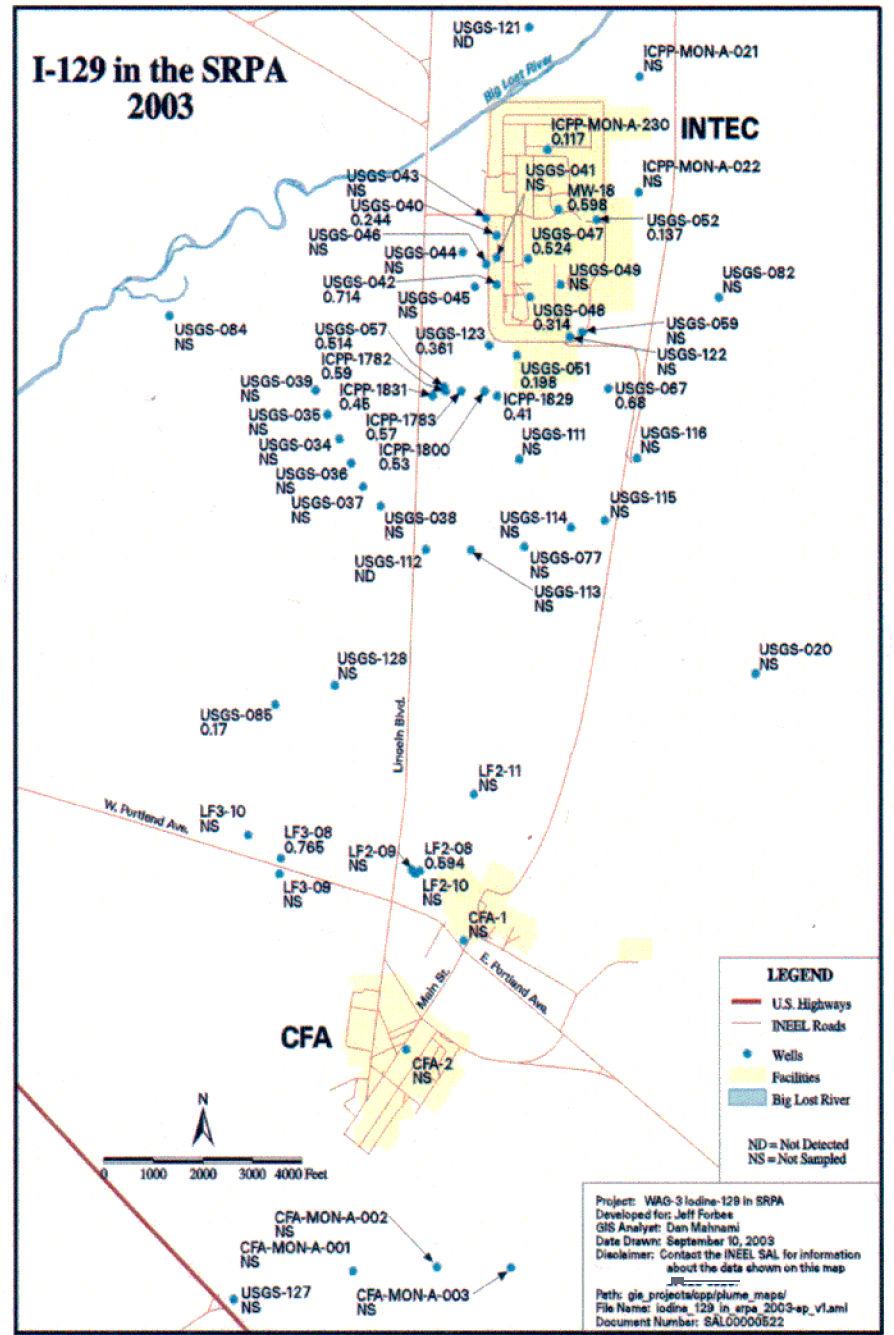 I-129 in the SRPA
2003
USGS-121
ND
Big Lost River
ICPP-MON-A-021
NS
ICPP-MON-A-230
0.117
INTEC
USGS-041
NS
ICPP-MON-A-022
NS
USGS-043
NS
MW-18
0.598
USGS-040
0.244
USGS-052
0.137
USGS-046
NS
USGS-047
0.524
USGS-044
NS
USGS-042
0.714
USGS-049
NS
USGS-082
NS
USGS-045
NS
USGS-048
0.314
USGS-084
NS
USGS-057
0.514
USGS-123
0.361
USGS-059
NS
USGS-122
NS
ICPP-1782
0.59
USGS-051
0.198
USGS-039
NS
ICPP-1831
0.45
ICPP-1829
0.41
USGS-067
0.68
USGS-035
NS
ICPP-1783
0.57
USGS-034
NS
ICPP-1800
0.53
USGS-111
NS
USGS-116
NS
USGS-036
NS
USGS-037
NS
USGS-115
NS
USGS-038
NS
USGS-114
NS
USGS-112
ND
USGS-077
NS
USGS-113
NS
USGS-128
NS
USGS-020
NS
USGS-085
0.17
Lincoln Blvd.
LF2-11
NS
W. Portland Ave.
LF3-10
NS
LF3-08
0.765
LF2-09
NS
LF2-08
0.594
LF3-09
NS
LF2-10
NS
CFA-1
NS
E. Portland Ave.
Main St.
CFA
CFA-2
NS
LEGEND
U.S. Highways
INEEL Roads
Wells
Facilities
Big Lost River
ND = Not Detected
NS = Not Sampled
N
0 1000 2000 3000 4000 Feet
CFA-MON-A-002
NS
CFA-MON-A-001
NS
CFA-MON-A-003
NS
USGS-127
NS
Project: WAG-3 Iodine-129 in SRPA
Developed for: Jeff Forbes
GIS Analyst: Dan Mahnami
Date Drawn: September 10, 2003
Disclaimer: Contact the INEEL SAL for information
about the data shown on this map
Path: gis_projects/cpp/plume_maps/
File Name: iodine_129_in_srpa_2003-ep_v1.aml
Document Number: SAL00000522